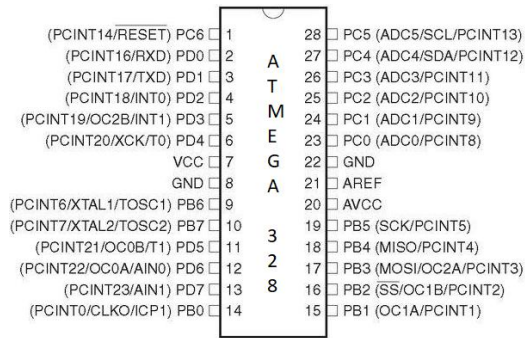 (PCINT14/RESET) PC6 1 28 PC5 (ADC5/SCL/PCINT13)
(PCINT16/RXD) PD0 2 27 PC4 (ADC4/SDA/PCINT12)
(PCINT17/TXD) PD1 3 26 PC3 (ADC3/PCINT11)
(PCINT18/INT0) PD2 4 25 PC2 (ADC2/PCINT10)
(PCINT19/OC2B/INT1) PD3 5 24 PC1 (ADC1/PCINT9)
(PCINT20/XCK/T0) PD4 6 23 PC0 (ADC0/PCINT8)
VCC 7 22 GND
GND 8 21 AREF
(PCINT6/XTAL1/TOSC1) PB6 9 20 AVCC
(PCINT7/XTAL2/TOSC2) PB7 10 19 PB5 (SCK/PCINT5)
(PCINT21/OC0B/T1) PD5 11 18 PB4 (MISO/PCINT4)
(PCINT22/OC0A/AIN0) PD6 12 17 PB3 (MOSI/OC2A/PCINT3)
(PCINT23/AIN1) PD7 13 16 PB2 (SS/OC1B/PCINT2)
(PCINT0/CLKO/ICP1) PB0 14 15 PB1 (OC1A/PCINT1)
ATMEGA 328